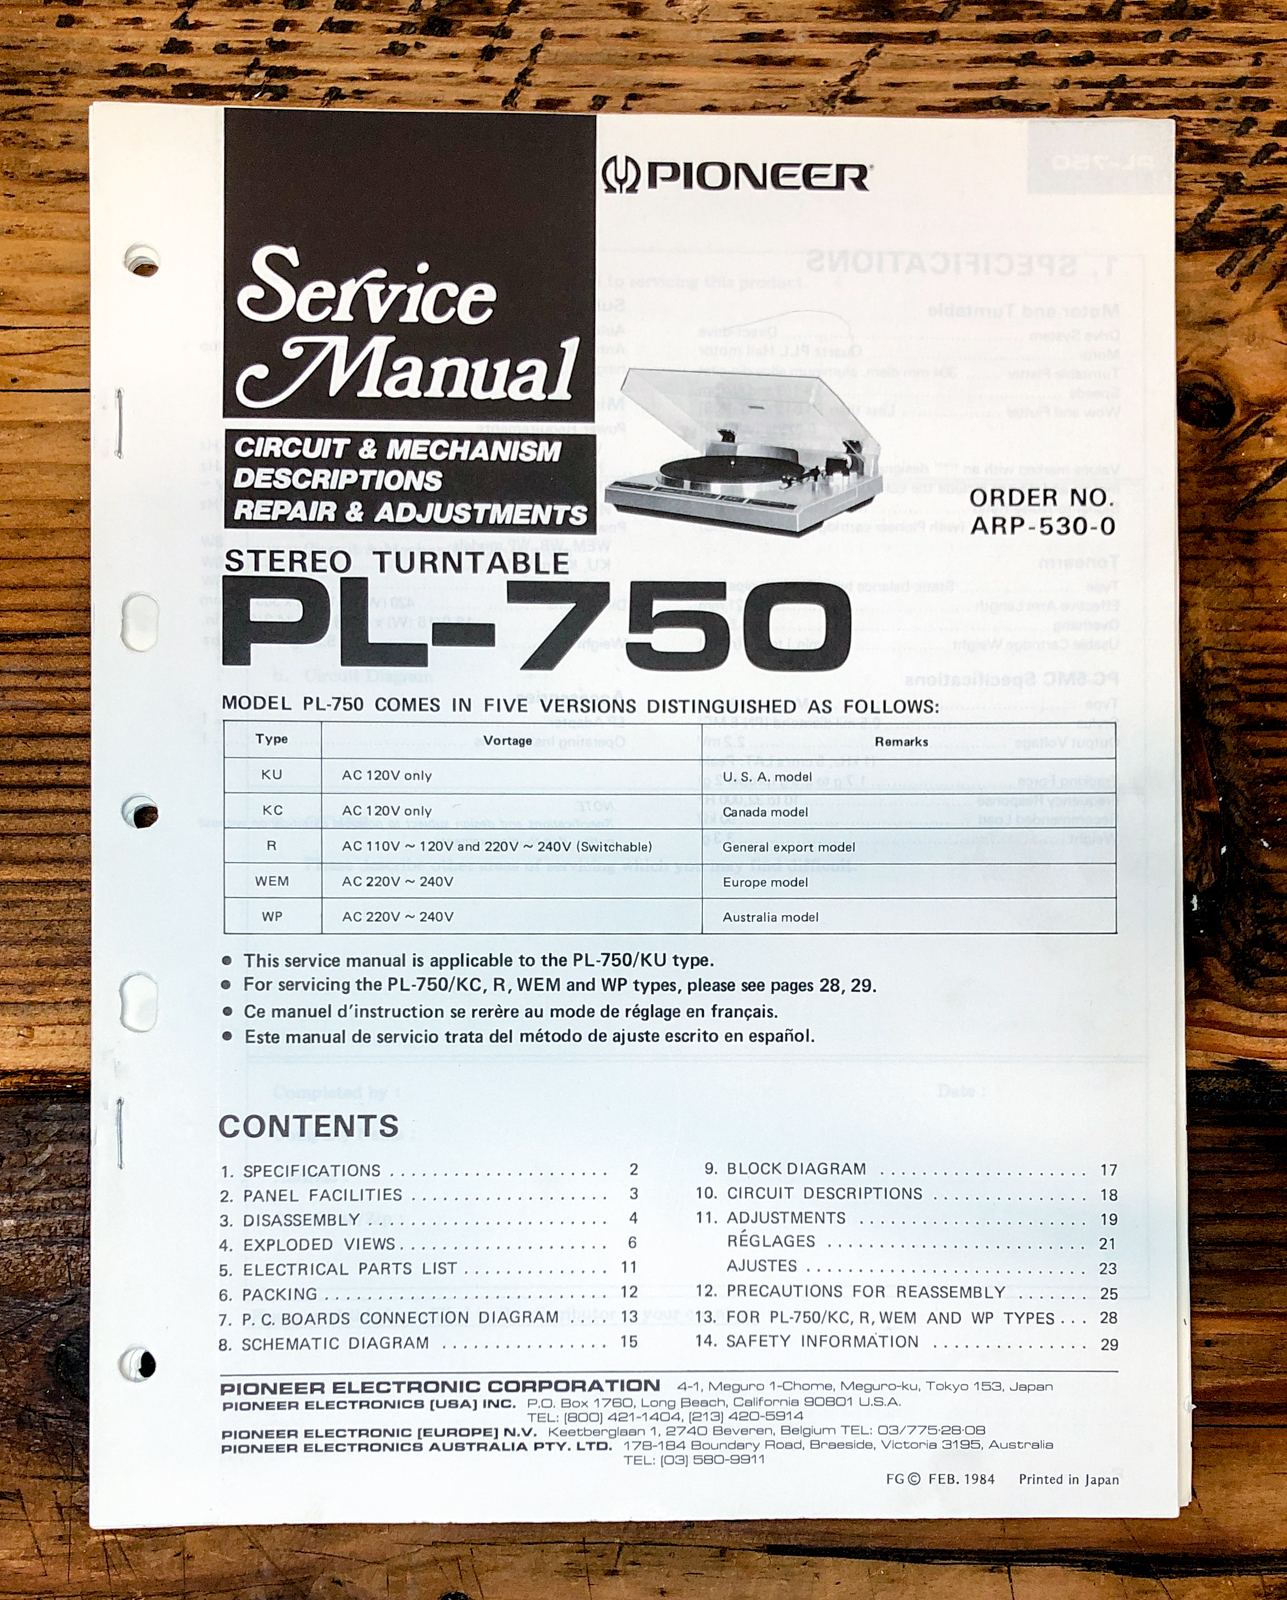 PIONEER
Service
Manual
CIRCUIT & MECHANISM
DESCRIPTIONS
REPAIR & ADJUSTMENTS
ORDER NO.
ARP-530-0
STEREO TURNTABLE
PL-750
MODEL PL-750 COMES IN FIVE VERSIONS DISTINGUISHED AS FOLLOWS:
Type Vortage Remarks
KU AC 120V only U. S. A. model
KC AC 120V only Canada model
R AC 110V ~ 120V and 220V ~ 240V (Switchable) General export model
WEM AC 220V ~ 240V Europe model
WP AC 220V ~ 240V Australia model
● This service manual is applicable to the PL-750/KU type.
● For servicing the PL-750/KC, R, WEM and WP types, please see pages 28, 29.
● Ce manuel d'instruction se rerère au mode de réglage en français.
● Este manual de servicio trata del método de ajuste escrito en español.
CONTENTS
1. SPECIFICATIONS . . . . . . . . . . . . . . . . . . . . 2
2. PANEL FACILITIES . . . . . . . . . . . . . . . . . . 3
3. DISASSEMBLY . . . . . . . . . . . . . . . . . . . . . . 4
4. EXPLODED VIEWS . . . . . . . . . . . . . . . . . . . 6
5. ELECTRICAL PARTS LIST . . . . . . . . . . . . . 11
6. PACKING . . . . . . . . . . . . . . . . . . . . . . . . . . 12
7. P. C. BOARDS CONNECTION DIAGRAM . . . . 13
8. SCHEMATIC DIAGRAM . . . . . . . . . . . . . . . 15
9. BLOCK DIAGRAM . . . . . . . . . . . . . . . . . . . 17
10. CIRCUIT DESCRIPTIONS . . . . . . . . . . . . . . 18
11. ADJUSTMENTS . . . . . . . . . . . . . . . . . . . . . 19
RÉGLAGES . . . . . . . . . . . . . . . . . . . . . . . . 21
AJUSTES . . . . . . . . . . . . . . . . . . . . . . . . . . 23
12. PRECAUTIONS FOR REASSEMBLY . . . . . . . 25
13. FOR PL-750/KC, R, WEM AND WP TYPES . . . 28
14. SAFETY INFORMATION . . . . . . . . . . . . . . 29
PIONEER ELECTRONIC CORPORATION 4-1, Meguro 1-Chome, Meguro-ku, Tokyo 153, Japan
PIONEER ELECTRONICS [USA] INC. P.O. Box 1760, Long Beach, California 90801 U.S.A.
TEL: [800] 421-1404, [213] 420-5914
PIONEER ELECTRONIC [EUROPE] N.V. Keetberglaan 1, 2740 Beveren, Belgium TEL: 03/775·28·08
PIONEER ELECTRONICS AUSTRALIA PTY. LTD. 178-184 Boundary Road, Braeside, Victoria 3195, Australia
TEL: [03] 580-9911
FG © FEB. 1984 Printed in Japan